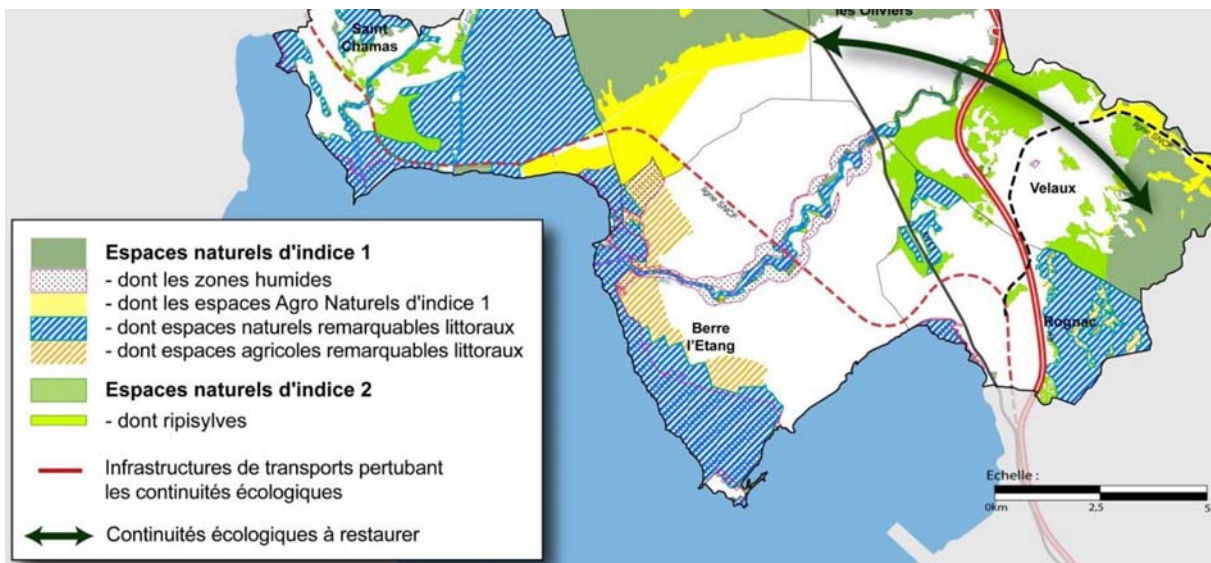 les Oliviers
Saint
Chamas
ligne SNCF
Velaux
ligne SNCF
Rognac
Berre
l'Etang
Espaces naturels d'indice 1
- dont les zones humides
- dont les espaces Agro Naturels d'indice 1
- dont espaces naturels remarquables littoraux
- dont espaces agricoles remarquables littoraux
Espaces naturels d'indice 2
- dont ripisylves
Infrastructures de transports pertubant
les continuités écologiques
Continuités écologiques à restaurer
Echelle :
0km 2,5 5